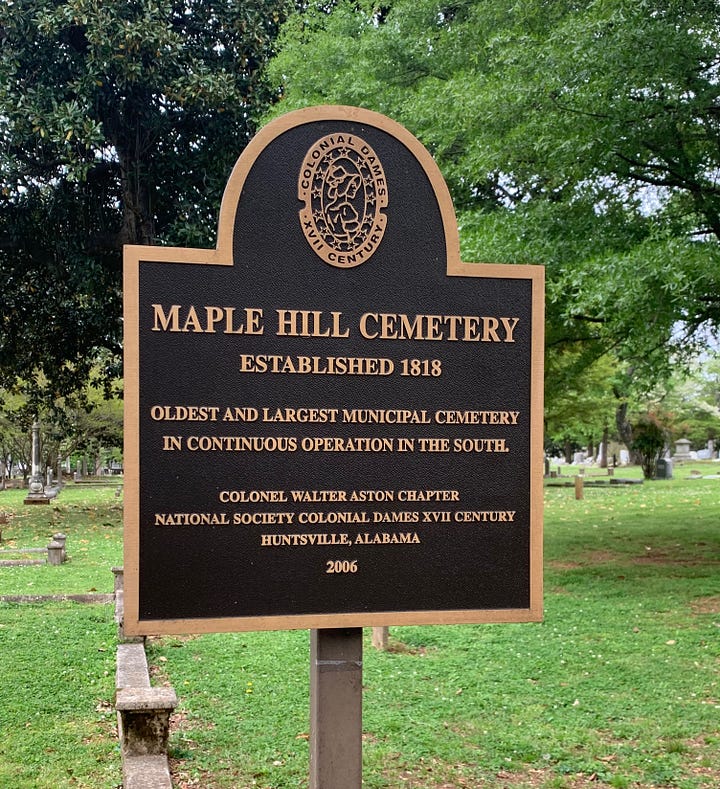 COLONIAL DAMES
XVII CENTURY
MAPLE HILL CEMETERY
ESTABLISHED 1818
OLDEST AND LARGEST MUNICIPAL CEMETERY
IN CONTINUOUS OPERATION IN THE SOUTH.
COLONEL WALTER ASTON CHAPTER
NATIONAL SOCIETY COLONIAL DAMES XVII CENTURY
HUNTSVILLE, ALABAMA
2006